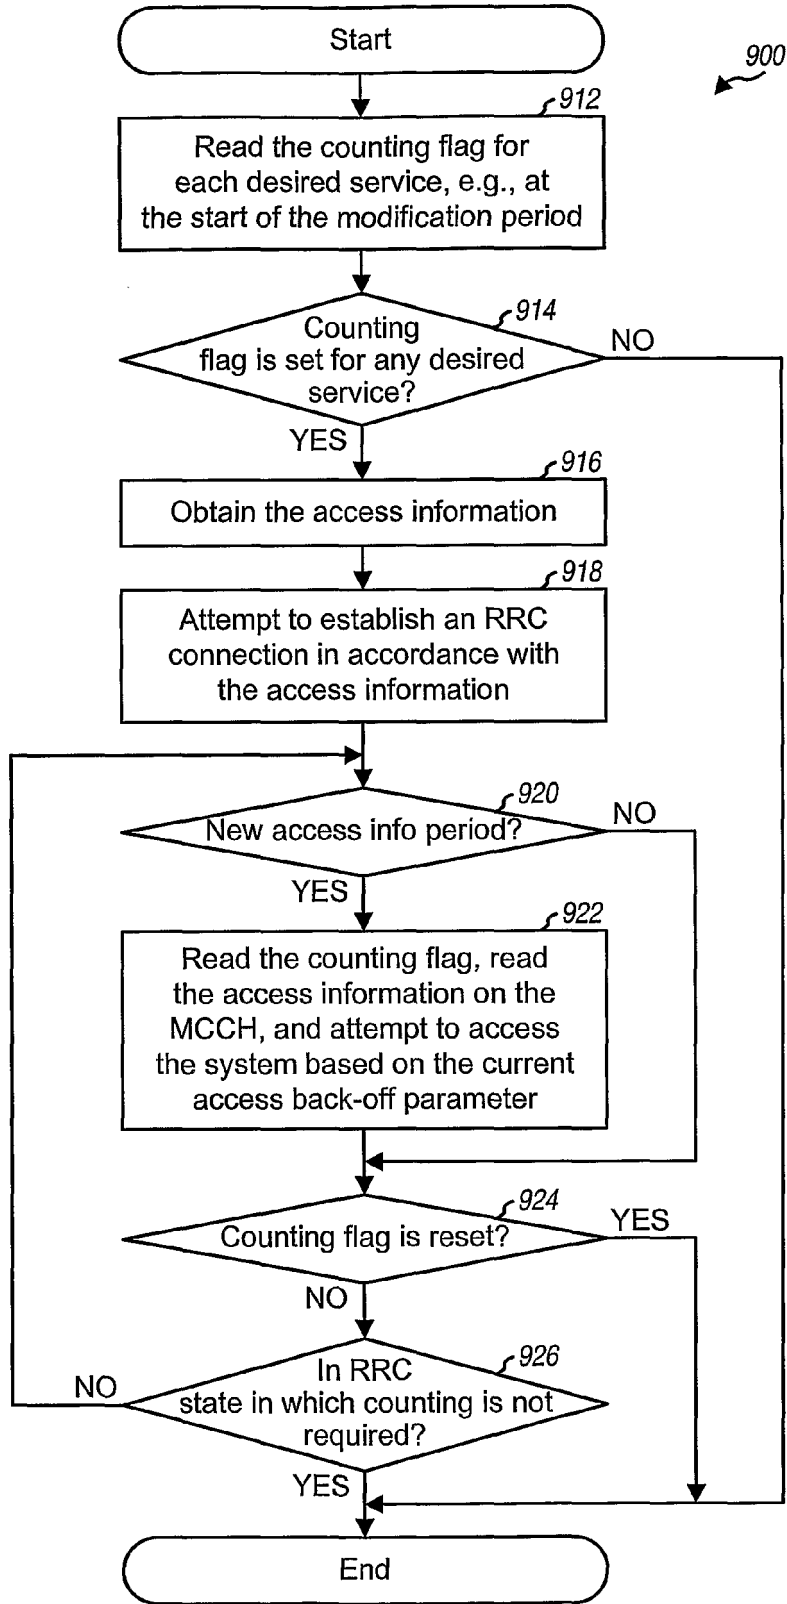 Start
900
912
Read the counting flag for
each desired service, e.g., at
the start of the modification period
914
Counting
flag is set for any desired
service?
NO
YES
916
Obtain the access information
918
Attempt to establish an RRC
connection in accordance with
the access information
920
New access info period?
NO
YES
922
Read the counting flag, read
the access information on the
MCCH, and attempt to access
the system based on the current
access back-off parameter
924
Counting flag is reset?
YES
NO
926
In RRC
state in which counting is not
required?
NO
YES
End